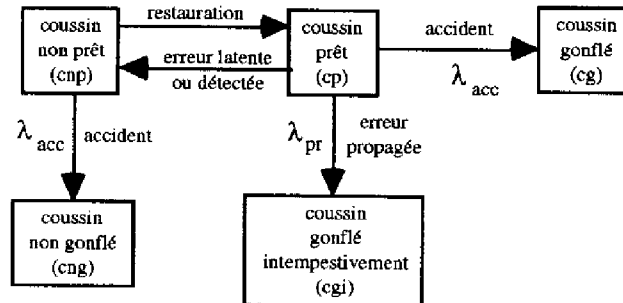 restauration
coussin
non prêt
(cnp)
erreur latente
ou détectée
coussin
prêt
(cp)
accident
λacc
coussin
gonflé
(cg)
λacc accident
λpr
erreur
propagée
coussin
non gonflé
(cng)
coussin
gonflé
intempestivement
(cgi)